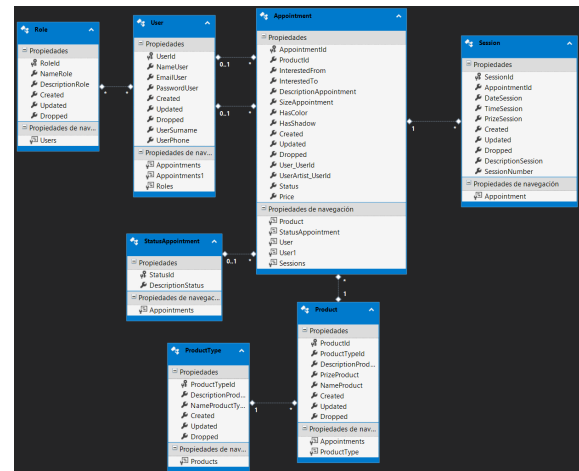 Role
Propiedades
RoleId
NameRole
DescriptionRole
Created
Updated
Dropped
Propiedades de nav...
Users
User
Propiedades
UserId
NameUser
EmailUser
PasswordUser
Created
Updated
Dropped
UserSurname
UserPhone
Propiedades de nav...
Appointments
Appointments1
Roles
Appointment
Propiedades
AppointmentId
ProductId
InterestedFrom
InterestedTo
DescriptionAppointment
SizeAppointment
HasColor
HasShadow
Created
Updated
Dropped
User_UserId
UserArtist_UserId
Status
Price
Propiedades de navegación
Product
StatusAppointment
User
User1
Sessions
Session
Propiedades
SessionId
AppointmentId
DateSession
TimeSession
PrizeSession
Created
Updated
Dropped
DescriptionSession
SessionNumber
Propiedades de navegación
Appointment
StatusAppointment
Propiedades
StatusId
DescriptionStatus
Propiedades de navegac...
Appointments
Product
Propiedades
ProductId
ProductTypeId
DescriptionProd...
PrizeProduct
NameProduct
Created
Updated
Dropped
Propiedades de nav...
Appointments
ProductType
ProductType
Propiedades
ProductTypeId
DescriptionProd...
NameProductTy...
Created
Updated
Dropped
Propiedades de nav...
Products
* *
0..1 *
0..1 *
1 *
0..1 *
*
1
1 *